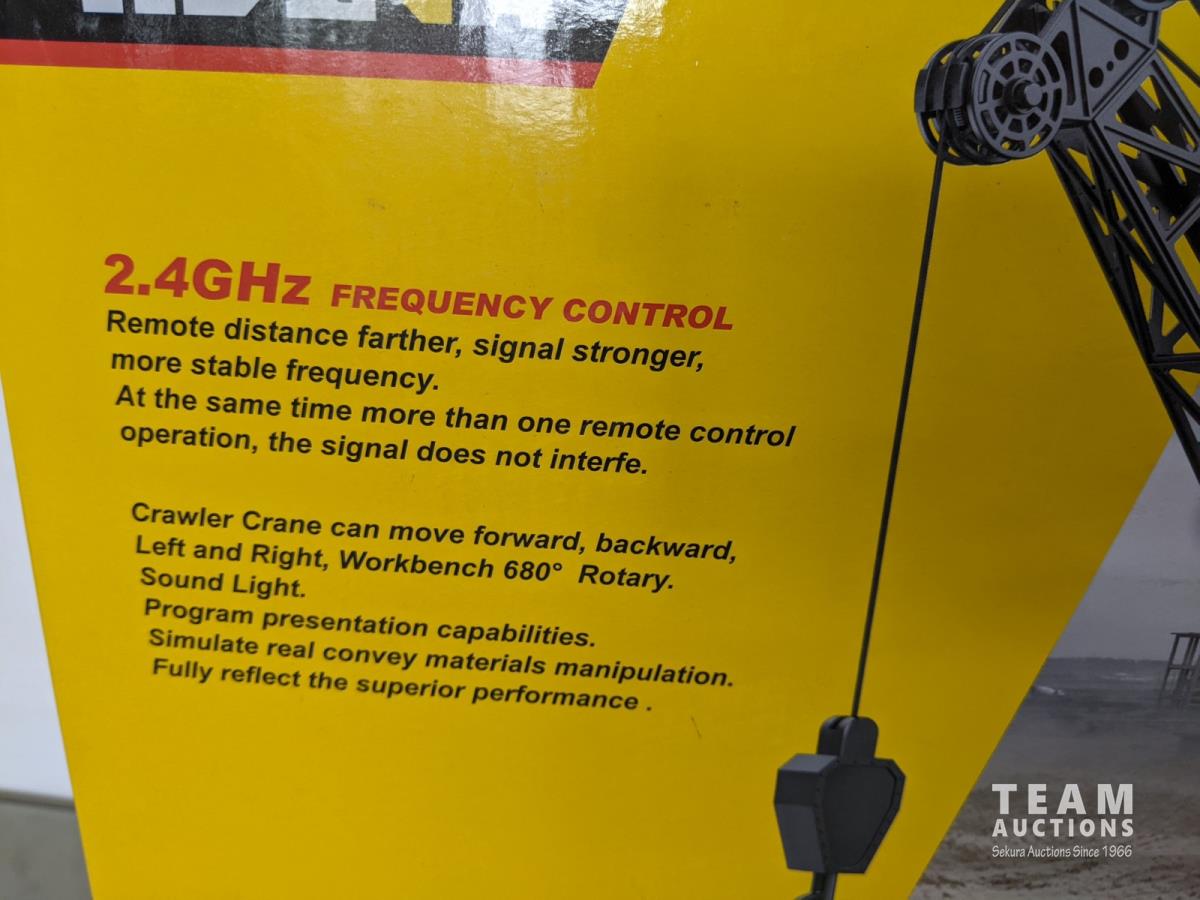 2.4GHz FREQUENCY CONTROL
Remote distance farther, signal stronger,
more stable frequency.
At the same time more than one remote control
operation, the signal does not interfe.
Crawler Crane can move forward, backward,
Left and Right, Workbench 680° Rotary.
Sound Light.
Program presentation capabilities.
Simulate real convey materials manipulation.
Fully reflect the superior performance .
TEAM
AUCTIONS
Sekura Auctions Since 1966